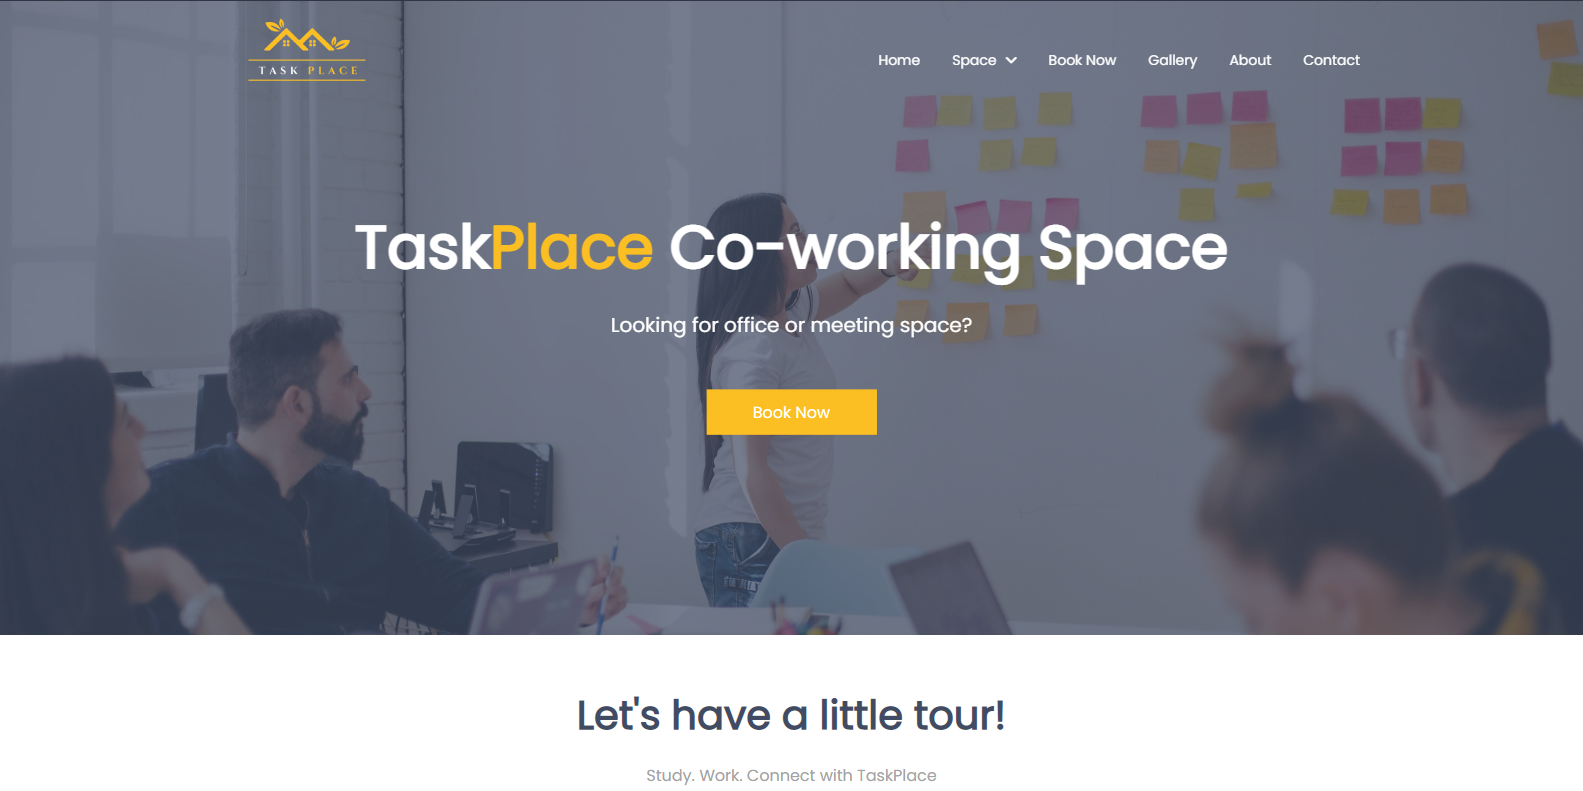 TASK PLACE
Home Space Book Now Gallery About Contact
TaskPlace Co-working Space
Looking for office or meeting space?
Book Now
Let's have a little tour!
Study. Work. Connect with TaskPlace